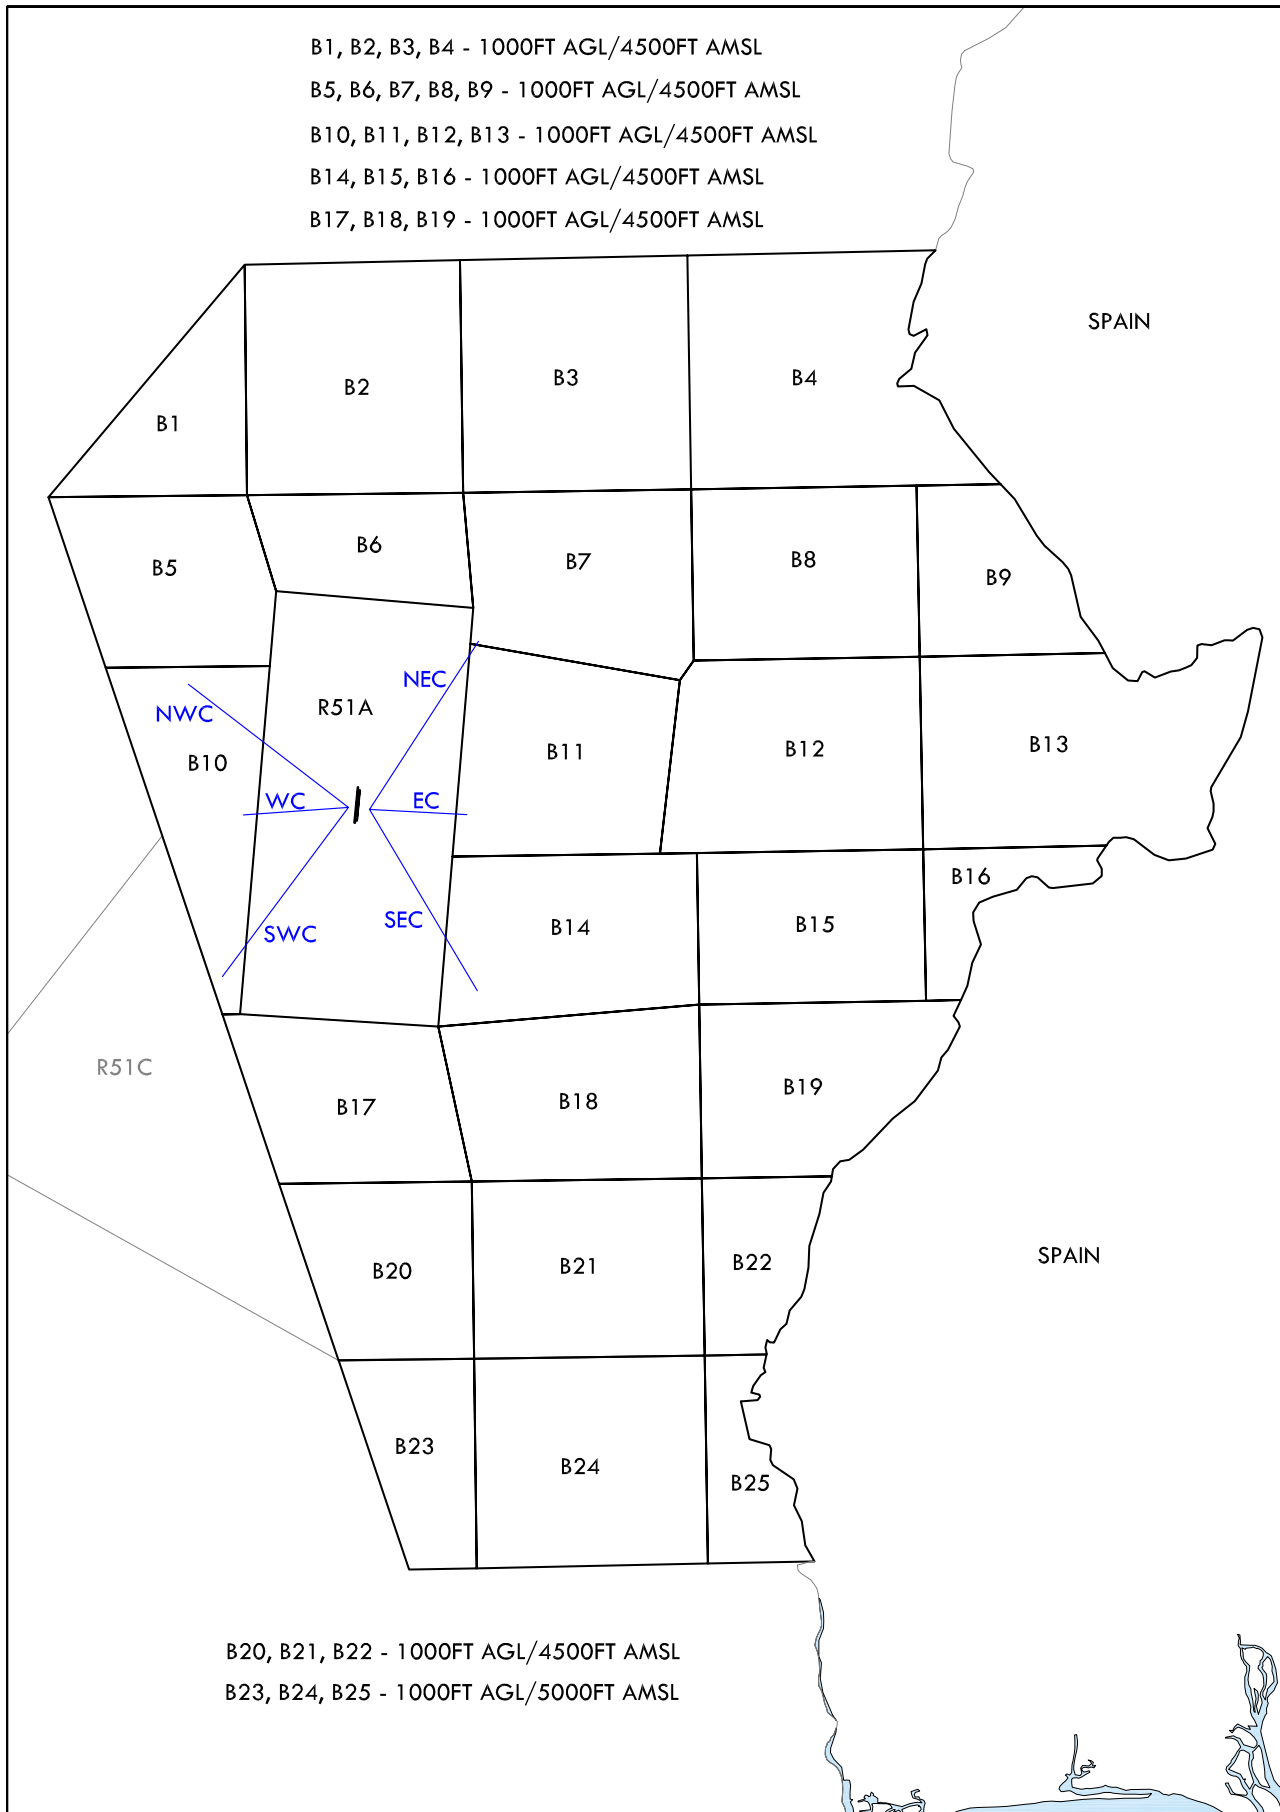 B1, B2, B3, B4 - 1000FT AGL/4500FT AMSL
B5, B6, B7, B8, B9 - 1000FT AGL/4500FT AMSL
B10, B11, B12, B13 - 1000FT AGL/4500FT AMSL
B14, B15, B16 - 1000FT AGL/4500FT AMSL
B17, B18, B19 - 1000FT AGL/4500FT AMSL
SPAIN
B1
B2
B3
B4
B5
B6
B7
B8
B9
NWC
NEC
R51A
B10
B11
B12
B13
WC
EC
SWC
SEC
B14
B15
B16
R51C
B17
B18
B19
SPAIN
B20
B21
B22
B23
B24
B25
B20, B21, B22 - 1000FT AGL/4500FT AMSL
B23, B24, B25 - 1000FT AGL/5000FT AMSL